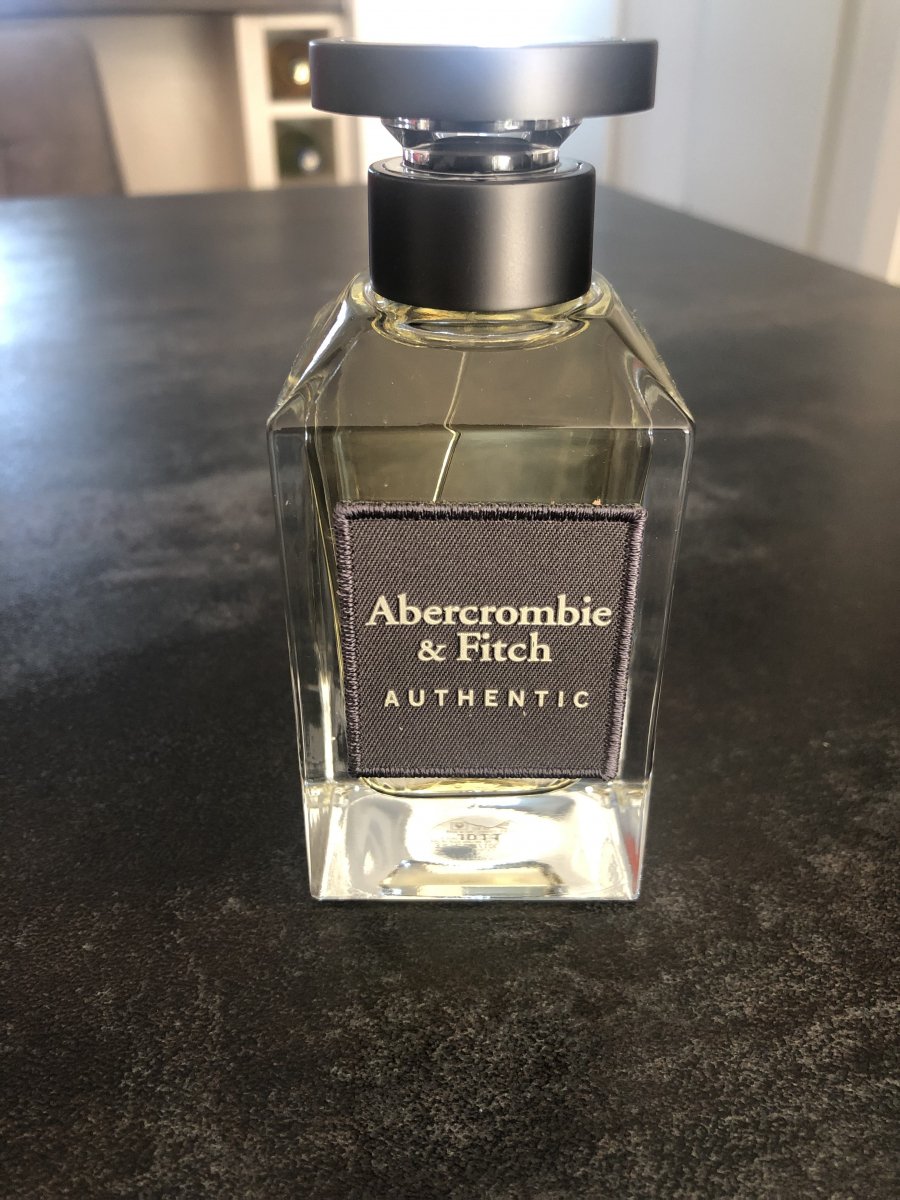 Abercrombie
& Fitch
AUTHENTIC